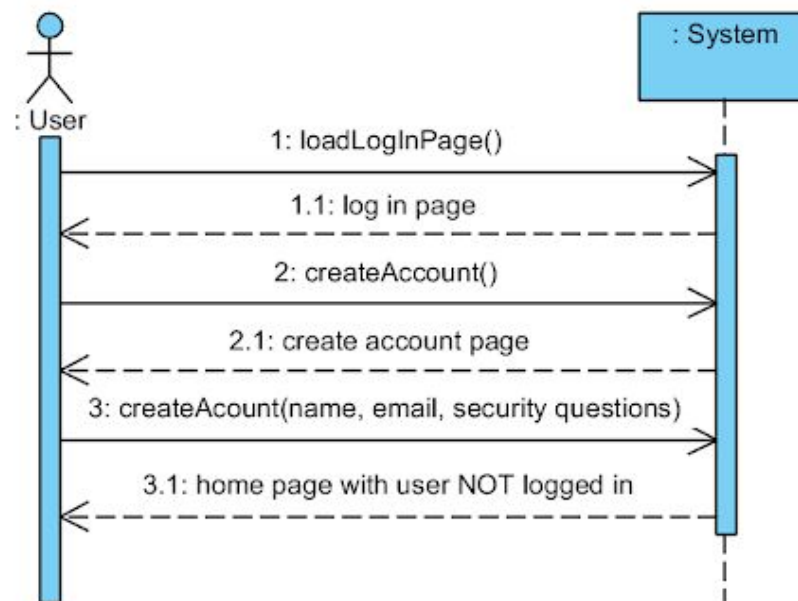 : System
: User
1: loadLogInPage()
1.1: log in page
2: createAccount()
2.1: create account page
3: createAcount(name, email, security questions)
3.1: home page with user NOT logged in